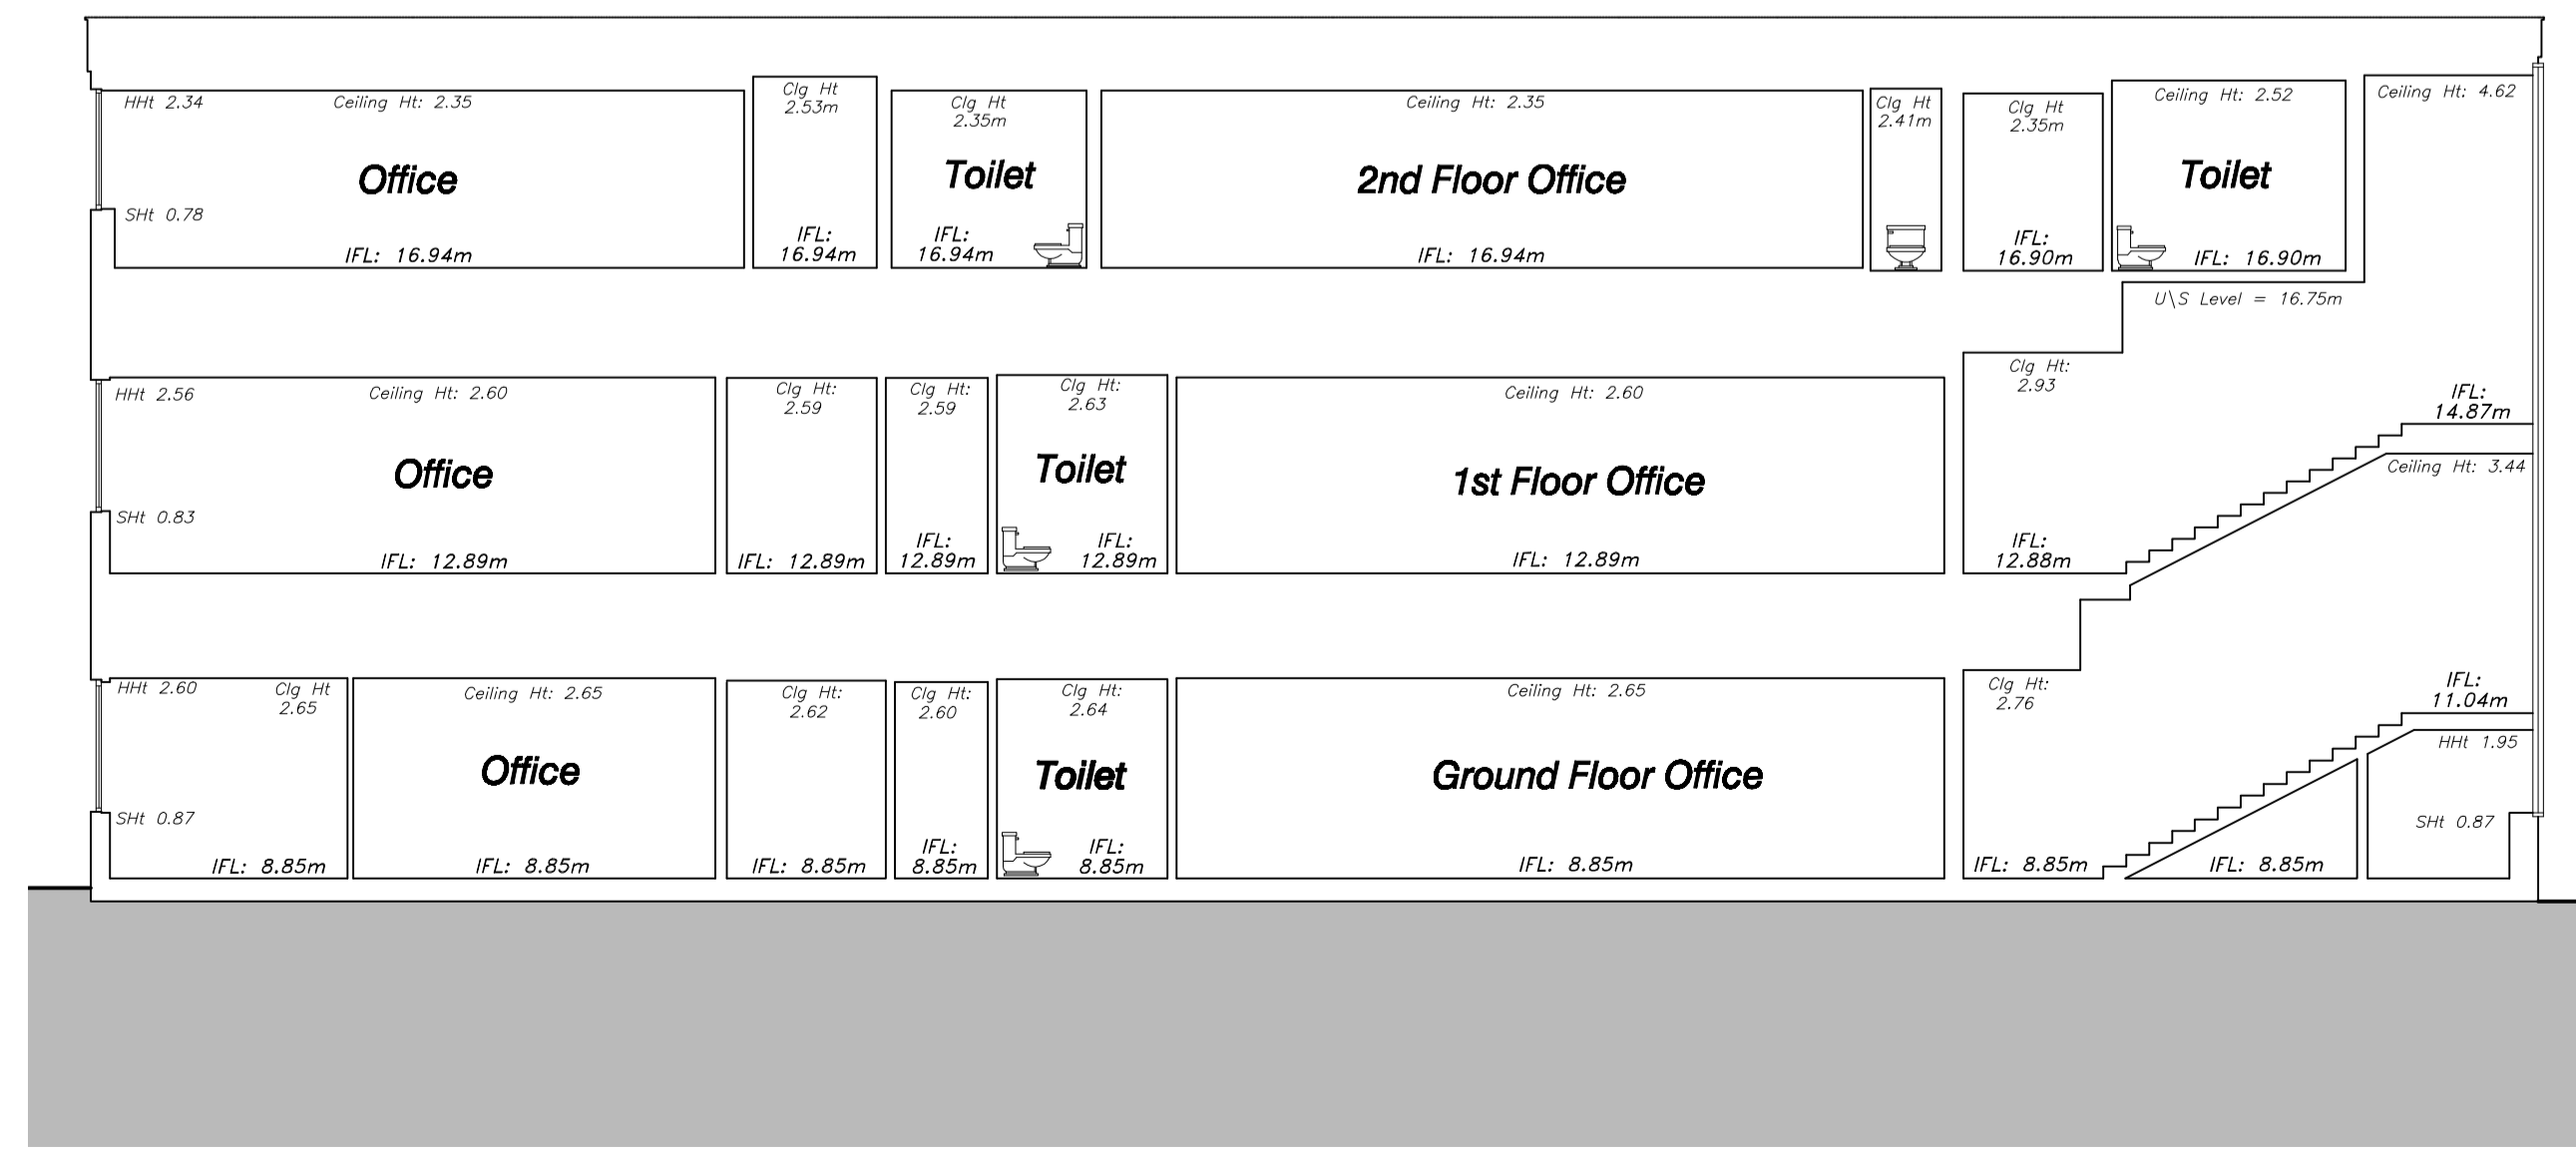 HHt 2.34
Ceiling Ht: 2.35
Office
SHt 0.78
IFL: 16.94m
Clg Ht
2.53m
IFL:
16.94m
Clg Ht
2.35m
Toilet
IFL:
16.94m
Ceiling Ht: 2.35
2nd Floor Office
IFL: 16.94m
Clg Ht
2.41m
Clg Ht
2.35m
IFL:
16.90m
Ceiling Ht: 2.52
Toilet
IFL: 16.90m
Ceiling Ht: 4.62
U\S Level = 16.75m
HHt 2.56
Ceiling Ht: 2.60
Office
SHt 0.83
IFL: 12.89m
Clg Ht:
2.59
IFL: 12.89m
Clg Ht:
2.59
IFL:
12.89m
Clg Ht:
2.63
Toilet
IFL:
12.89m
Ceiling Ht: 2.60
1st Floor Office
IFL: 12.89m
Clg Ht:
2.93
IFL:
12.88m
IFL:
14.87m
Ceiling Ht: 3.44
HHt 2.60
Clg Ht
2.65
SHt 0.87
IFL: 8.85m
Ceiling Ht: 2.65
Office
IFL: 8.85m
Clg Ht:
2.62
IFL: 8.85m
Clg Ht:
2.60
IFL:
8.85m
Clg Ht:
2.64
Toilet
IFL:
8.85m
Ceiling Ht: 2.65
Ground Floor Office
IFL: 8.85m
Clg Ht:
2.76
IFL: 8.85m
IFL: 8.85m
IFL:
11.04m
HHt 1.95
SHt 0.87